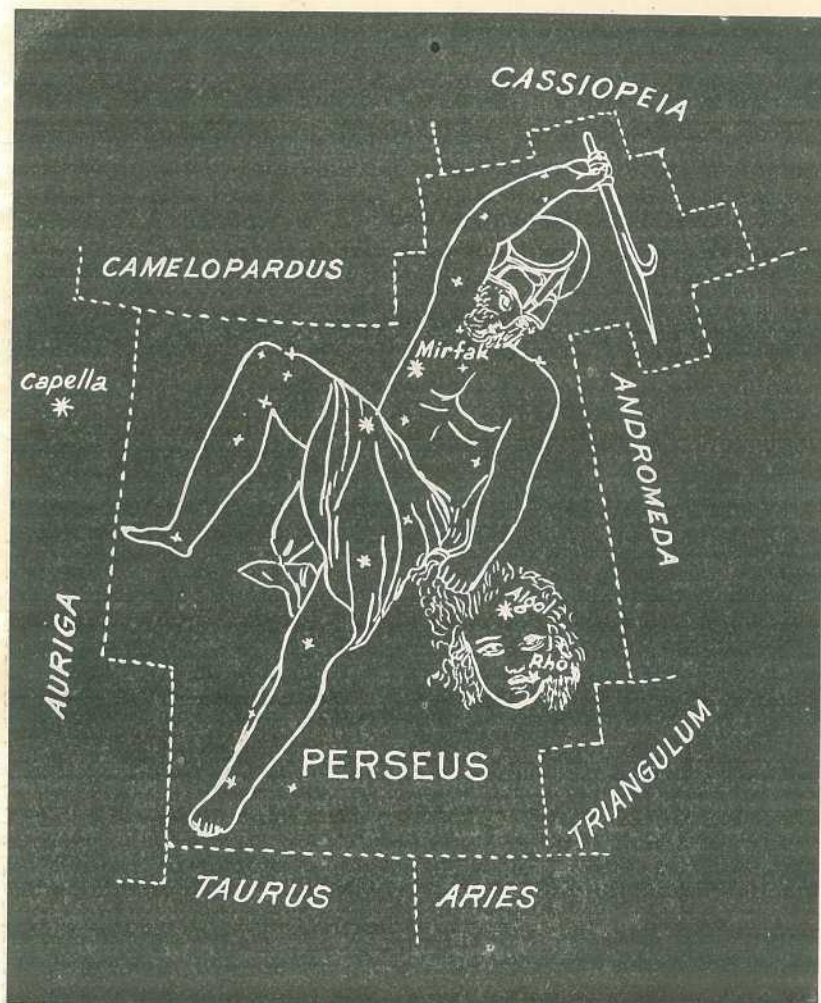 CASSIOPEIA
CAMELOPARDUS
Mirfak
Capella
ANDROMEDA
Algol
AURIGA
Rho
PERSEUS
TRIANGULUM
TAURUS
ARIES